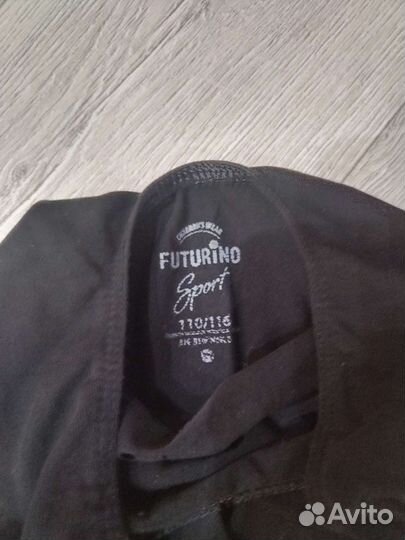 CHILDREN'S WEAR
FUTURINO
Sport
110/116
Avito